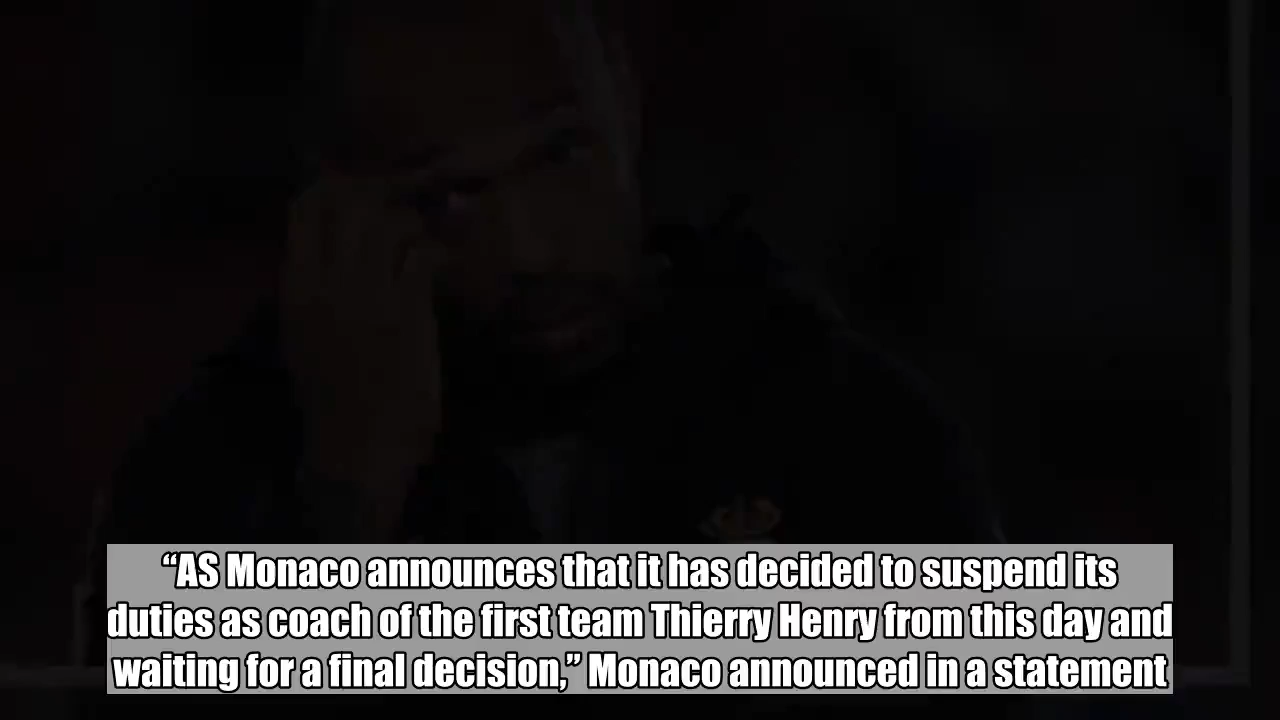 “AS Monaco announces that it has decided to suspend its
duties as coach of the first team Thierry Henry from this day and
waiting for a final decision,” Monaco announced in a statement